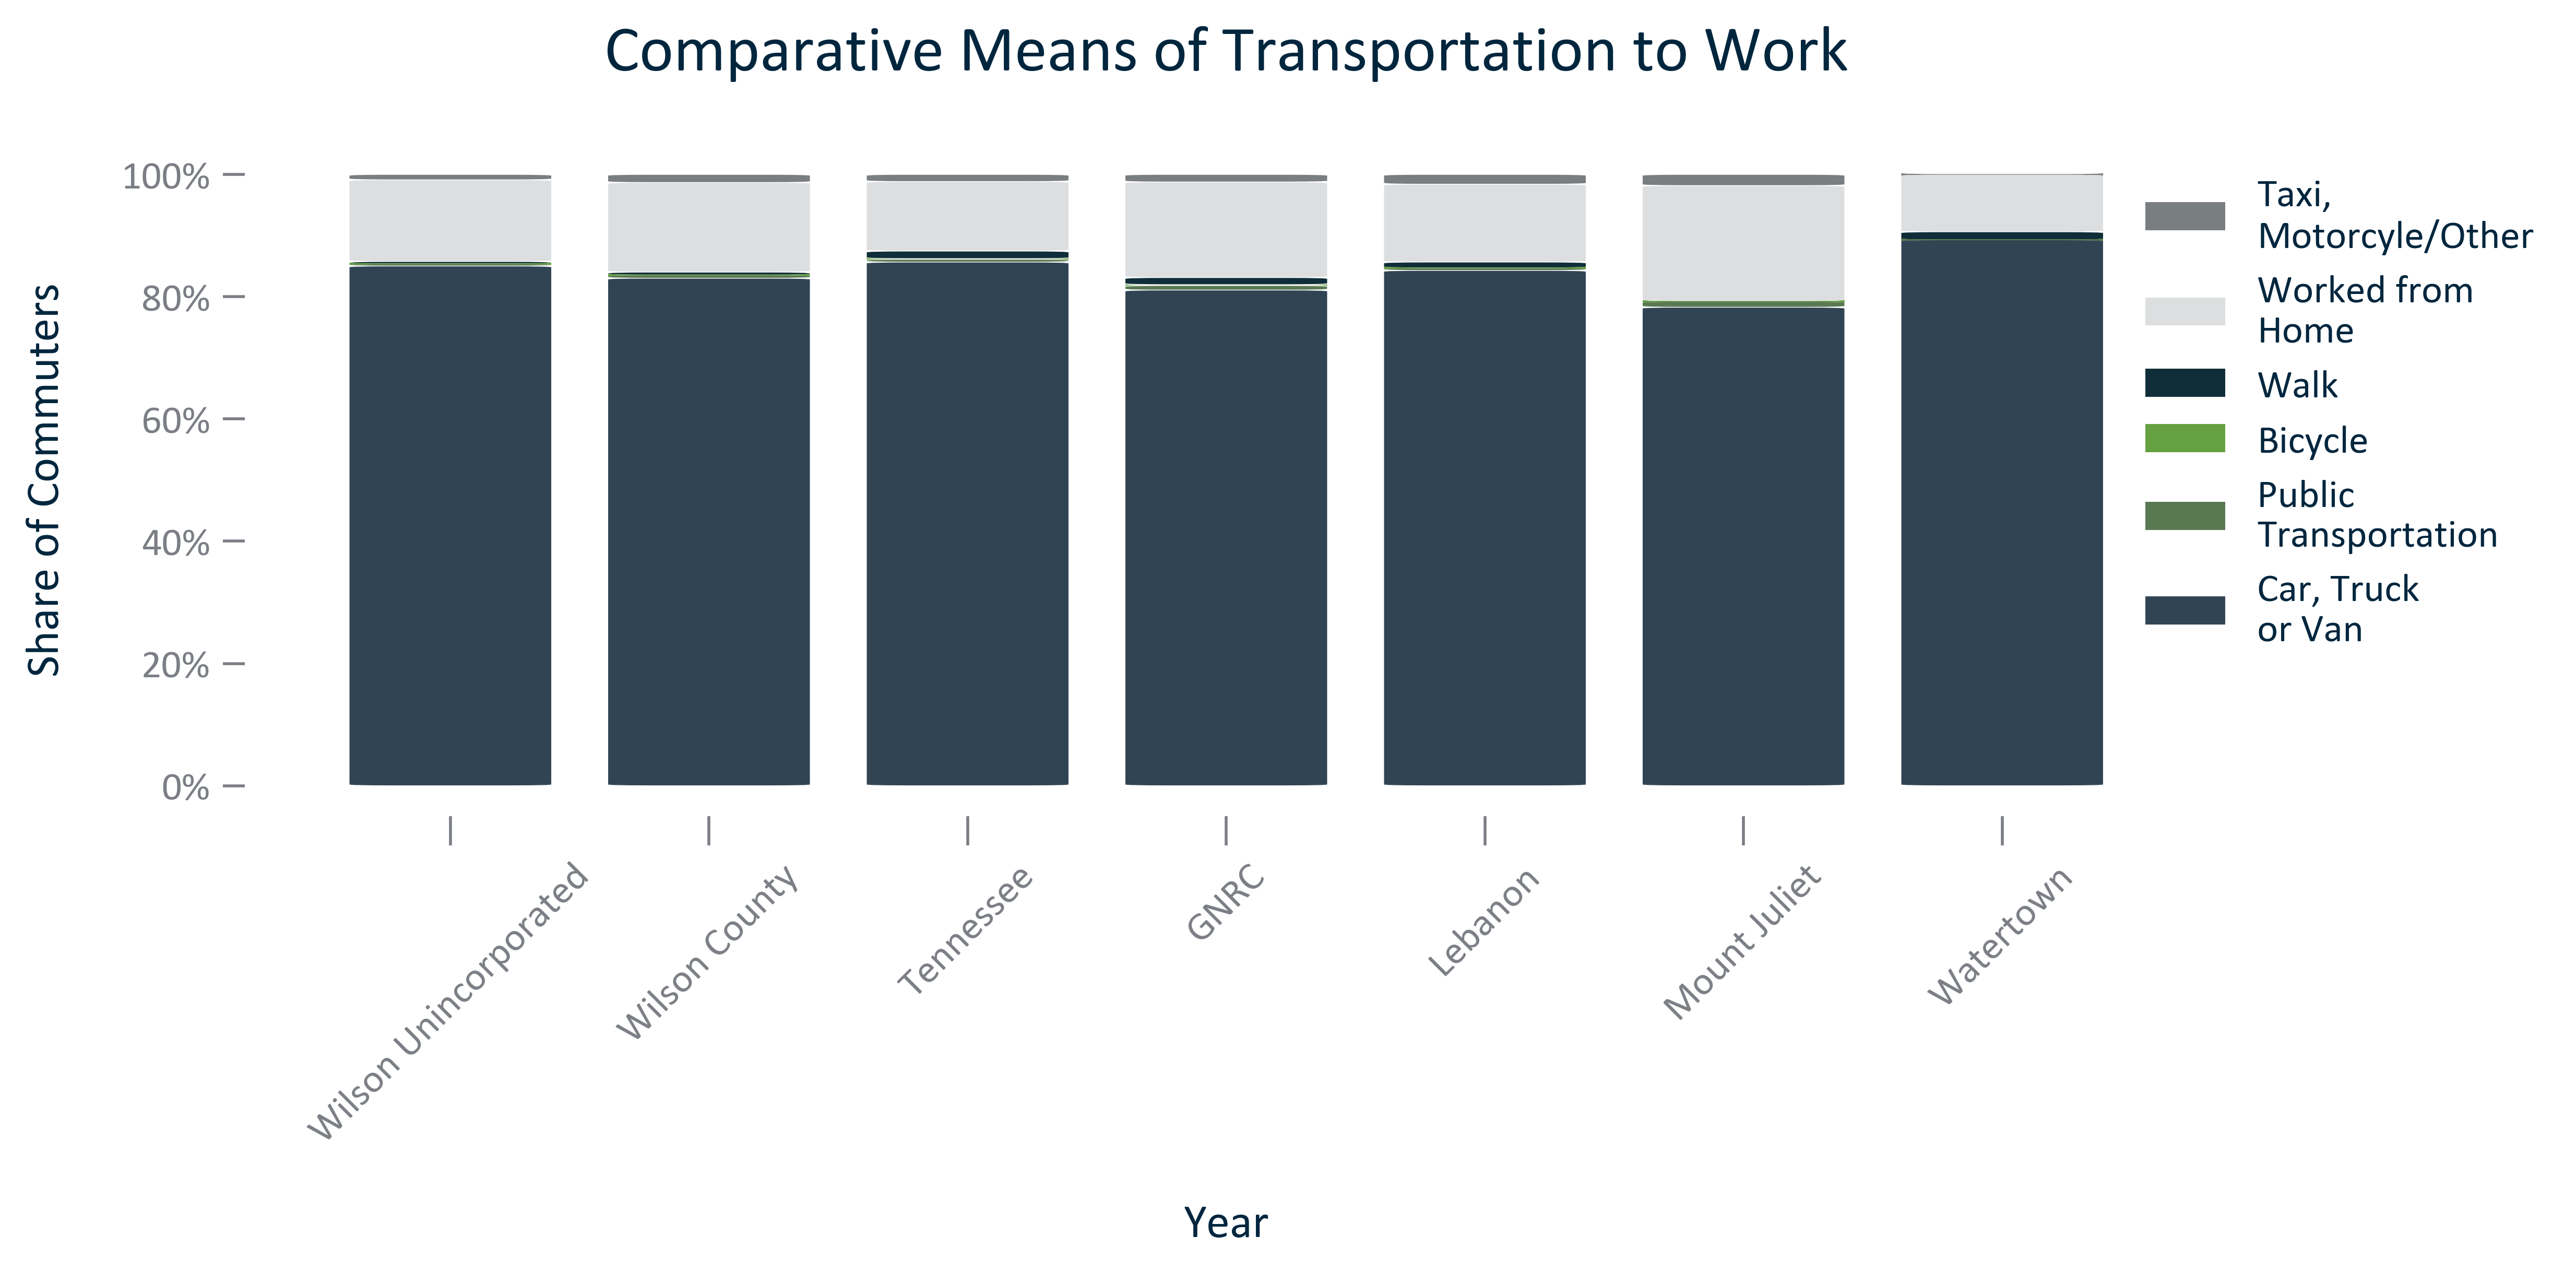 Comparative Means of Transportation to Work
Share of Commuters
100%
80%
60%
40%
20%
0%
Wilson Unincorporated
Wilson County
Tennessee
GNRC
Lebanon
Mount Juliet
Watertown
Year
Taxi,
Motorcyle/Other
Worked from
Home
Walk
Bicycle
Public
Transportation
Car, Truck
or Van